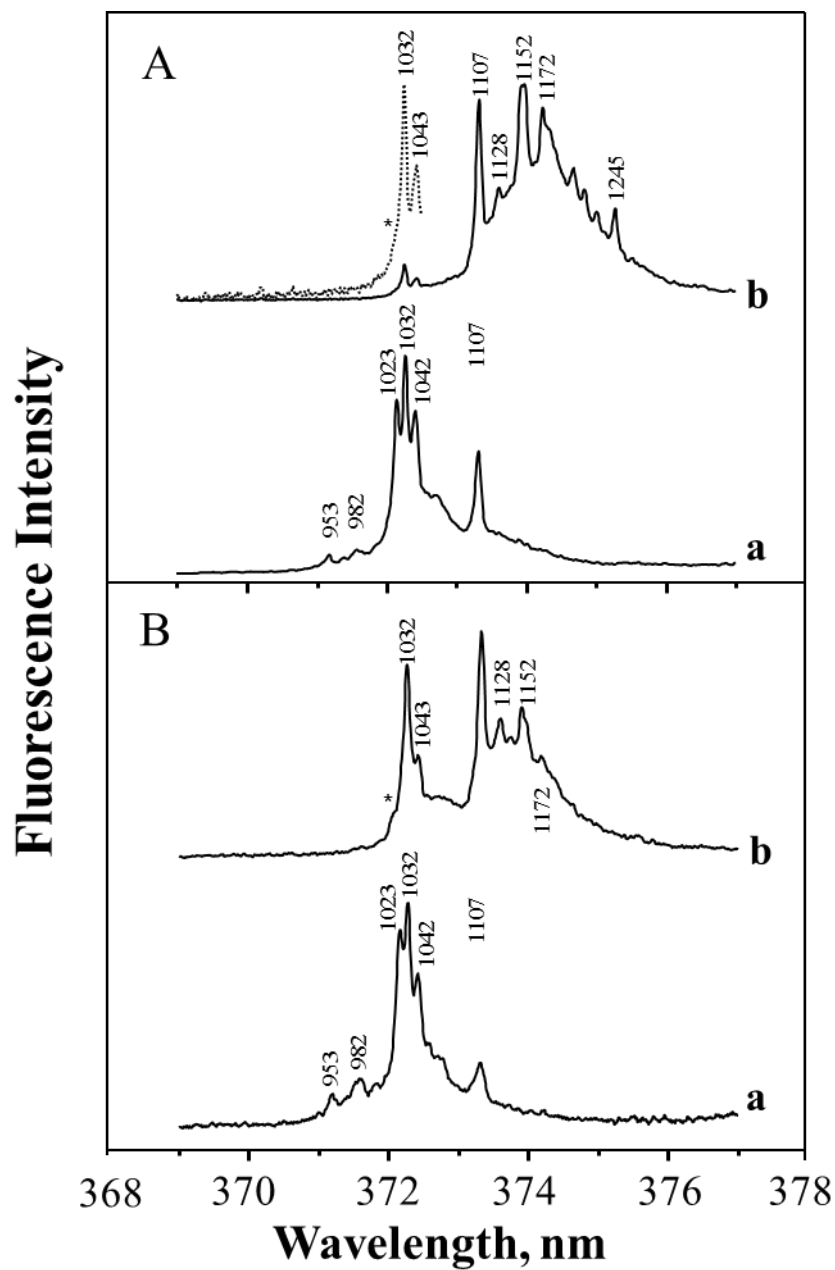 A
1032
1043
*
1107
1128
1152
1172
1245
b
1023
1032
1042
1107
953
982
a
B
1032
1043
*
1128
1152
1172
b
1023
1032
1042
1107
953
982
a
Fluorescence Intensity
368 370 372 374 376 378
Wavelength, nm